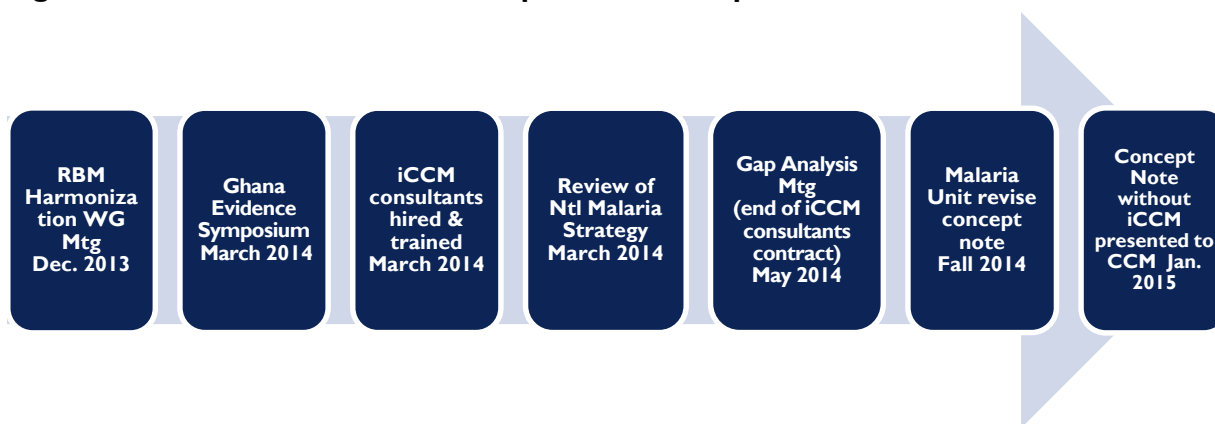 RBM
Harmoniza
tion WG
Mtg
Dec. 2013
Ghana
Evidence
Symposium
March 2014
iCCM
consultants
hired &
trained
March 2014
Review of
Ntl Malaria
Strategy
March 2014
Gap Analysis
Mtg
(end of iCCM
consultants
contract)
May 2014
Malaria
Unit revise
concept
note
Fall 2014
Concept
Note
without
iCCM
presented to
CCM Jan.
2015